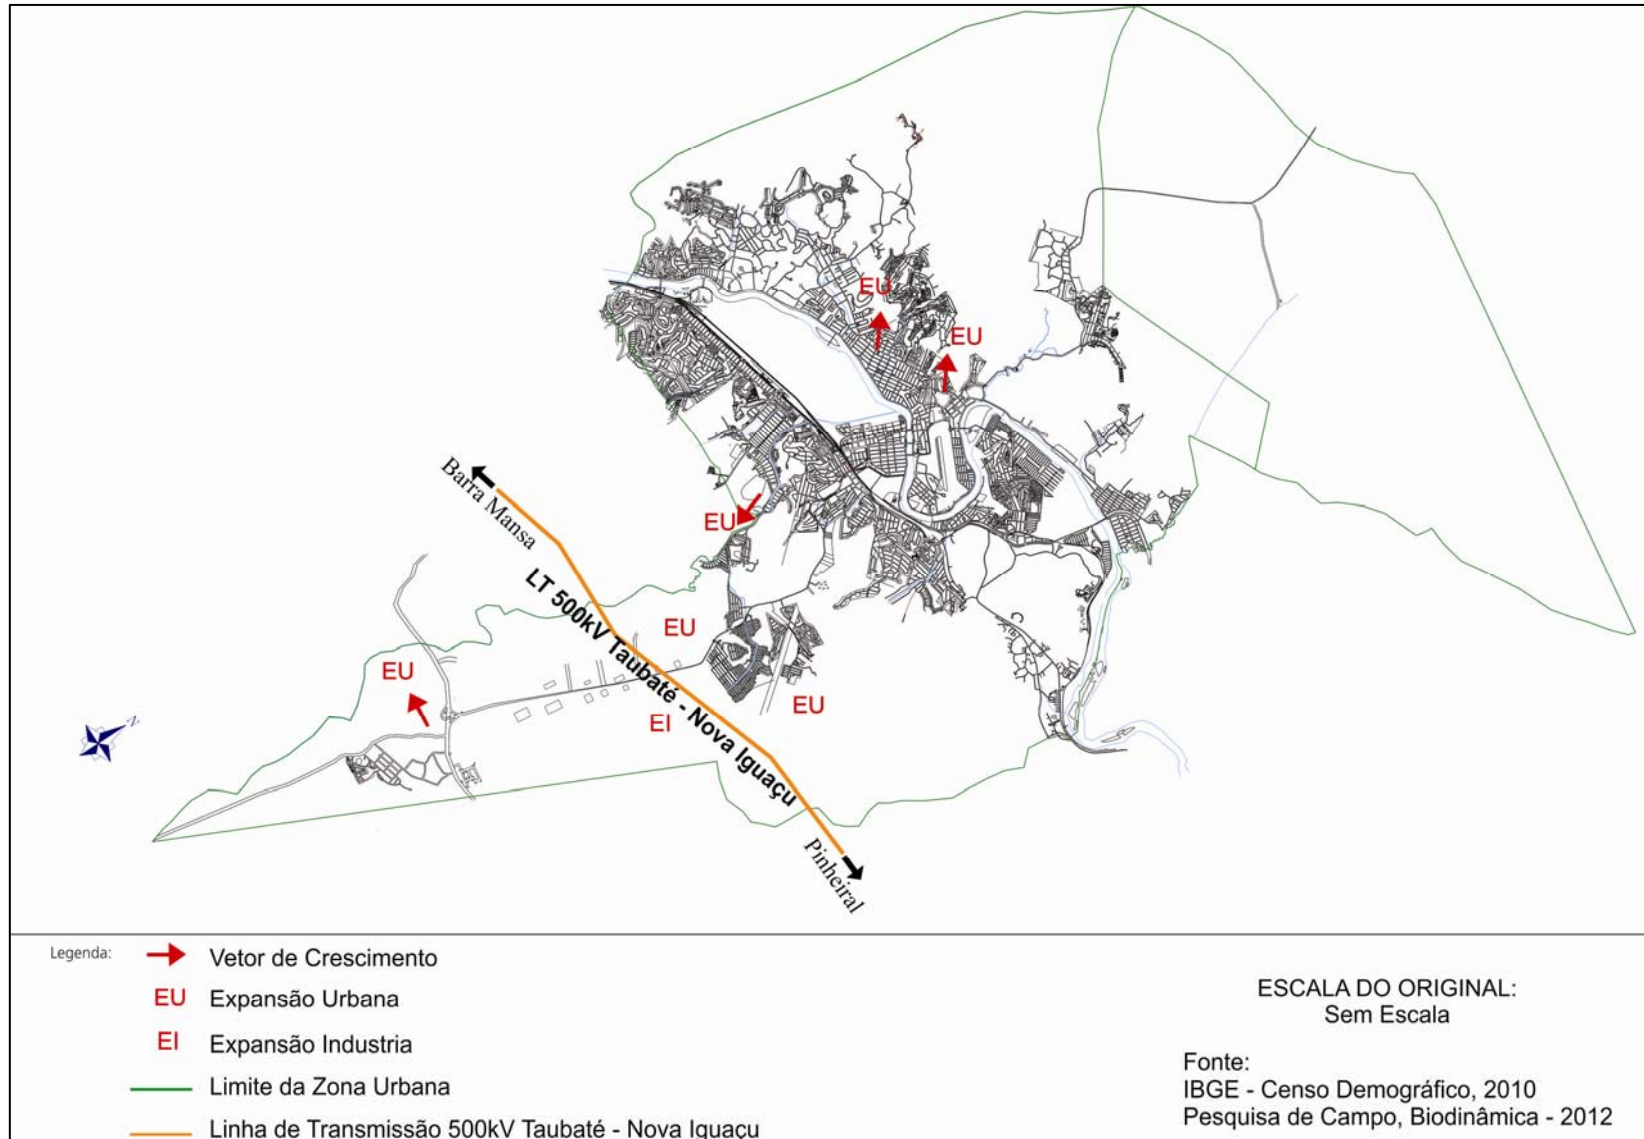 EU
EU
Barra Mansa
EU
LT 500kV Taubaté - Nova Iguaçu
EU
EU
EU
EI
N
Pinheiral
Legenda:
Vetor de Crescimento
EU Expansão Urbana
EI Expansão Industria
Limite da Zona Urbana
Linha de Transmissão 500kV Taubaté - Nova Iguaçu
ESCALA DO ORIGINAL:
Sem Escala
Fonte:
IBGE - Censo Demográfico, 2010
Pesquisa de Campo, Biodinâmica - 2012